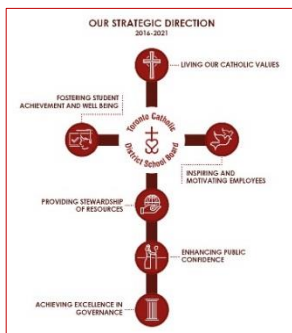 OUR STRATEGIC DIRECTION
2016-2021
LIVING OUR CATHOLIC VALUES
FOSTERING STUDENT
ACHIEVEMENT AND WELL BEING
Toronto Catholic
District School Board
INSPIRING AND
MOTIVATING EMPLOYEES
PROVIDING STEWARDSHIP
OF RESOURCES
ENHANCING PUBLIC
CONFIDENCE
ACHIEVING EXCELLENCE IN
GOVERNANCE